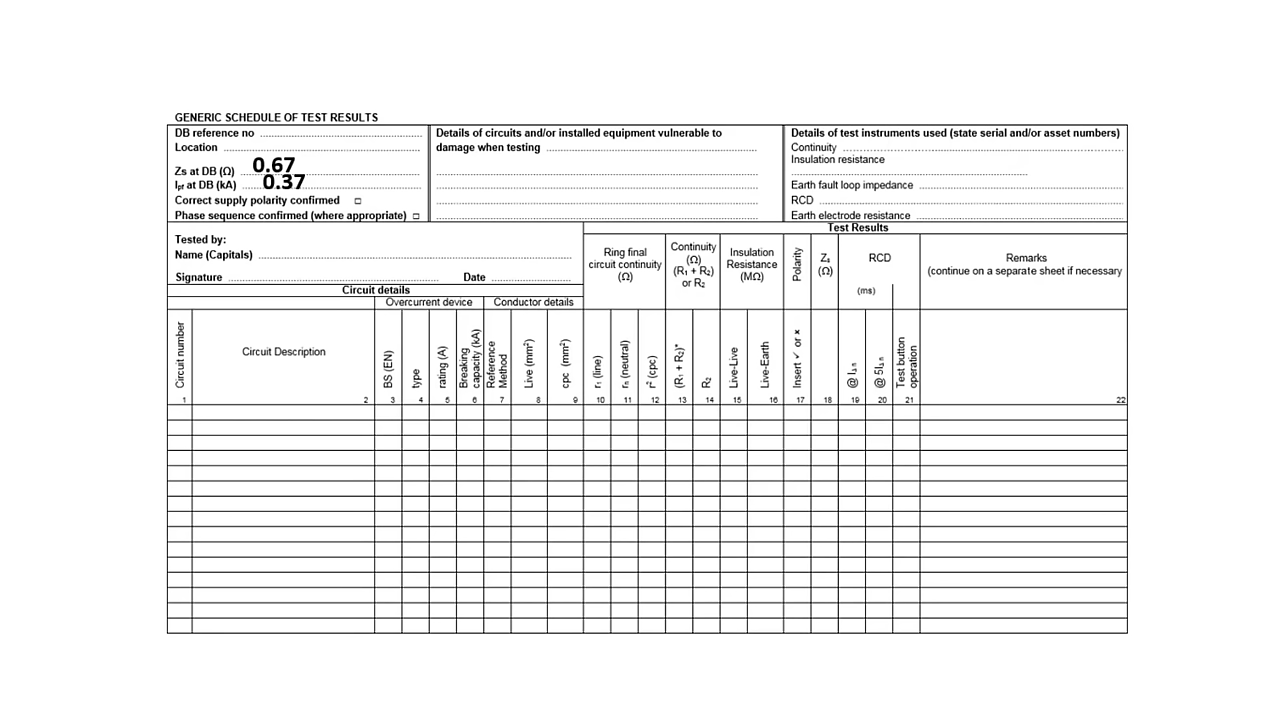 GENERIC SCHEDULE OF TEST RESULTS
DB reference no
Location
Zs at DB (Ω) 0.67
Ipf at DB (kA) 0.37
Correct supply polarity confirmed □
Phase sequence confirmed (where appropriate) □
Details of circuits and/or installed equipment vulnerable to
damage when testing
Details of test instruments used (state serial and/or asset numbers)
Continuity
Insulation resistance
Earth fault loop impedance
RCD
Earth electrode resistance
Tested by:
Name (Capitals)
Signature Date
Test Results
Ring final
circuit continuity
(Ω)
Continuity
(Ω)
(R₁ + R₂)
or R₂
Insulation
Resistance
(MΩ)
Polarity
Zs
(Ω)
RCD
(ms)
Remarks
(continue on a separate sheet if necessary
Circuit details
Overcurrent device
Conductor details
Circuit number
Circuit Description
BS (EN)
type
rating (A)
Breaking
capacity (kA)
Reference
Method
Live (mm²)
cpc (mm²)
r₁ (line)
rₙ (neutral)
r² (cpc)
(R₁ + R₂)*
R₂
Live-Live
Live-Earth
Insert ✓ or ×
@ I∆n
@ 5I∆n
Test button
operation
1 2 3 4 5 6 7 8 9 10 11 12 13 14 15 16 17 18 19 20 21 22